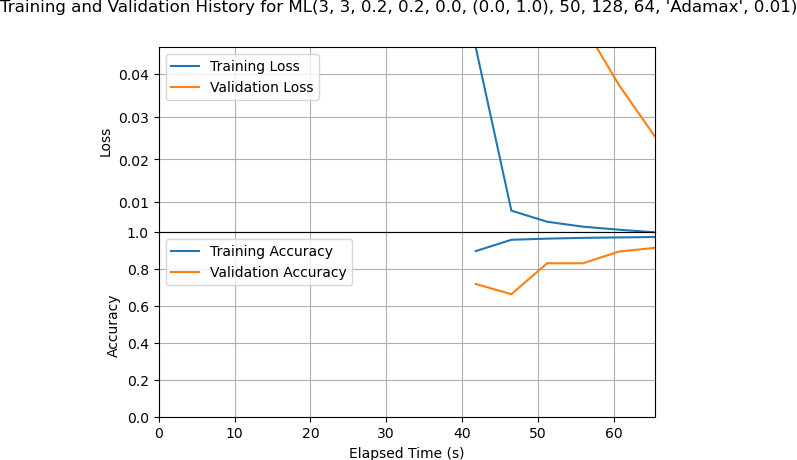 Training and Validation History for ML(3, 3, 0.2, 0.2, 0.0, (0.0, 1.0), 50, 128, 64, 'Adamax', 0.01)
Training Loss
Validation Loss
0.04
0.03
0.02
0.01
Loss
Training Accuracy
Validation Accuracy
1.0
0.8
0.6
0.4
0.2
0.0
Accuracy
0 10 20 30 40 50 60
Elapsed Time (s)